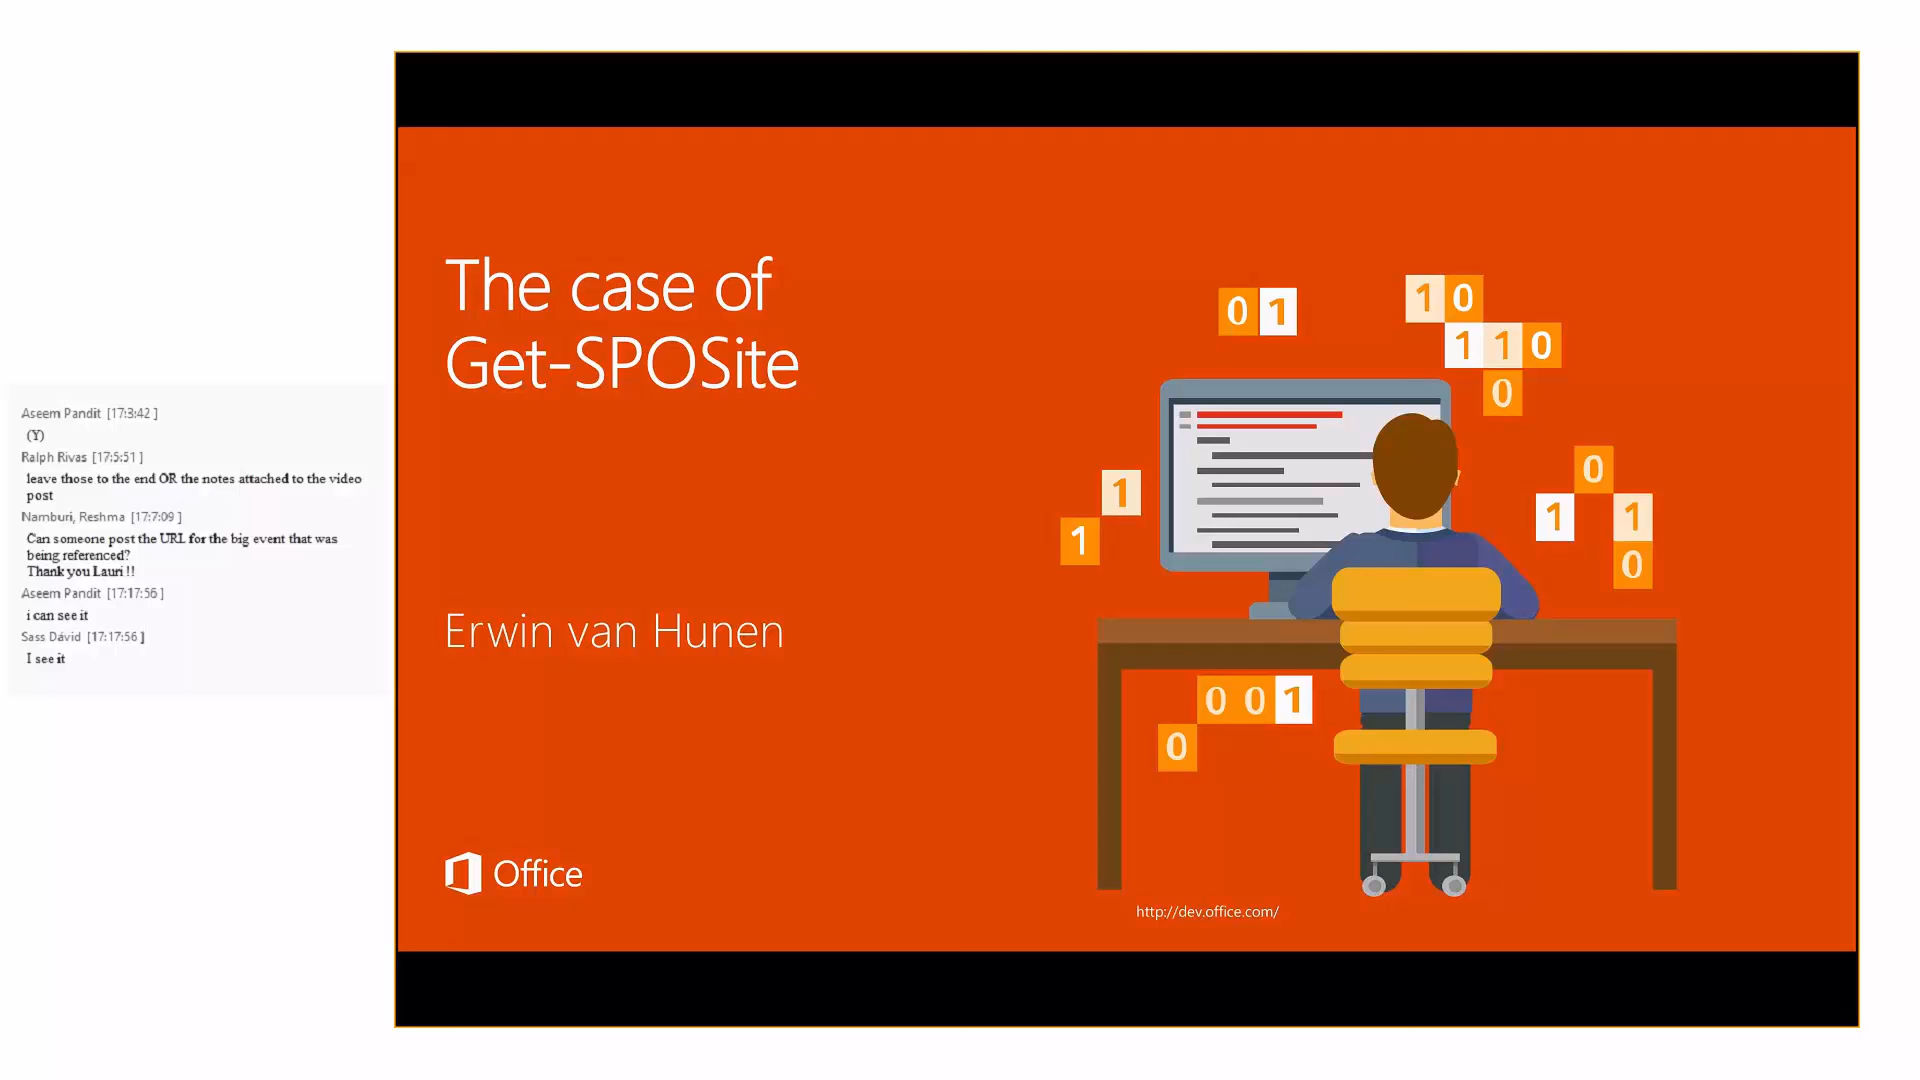 Aseem Pandit [17:3:42 ]
(Y)
Ralph Rivas [17:5:51 ]
leave those to the end OR the notes attached to the video
post
Namburi, Reshma [17:7:09 ]
Can someone post the URL for the big event that was
being referenced?
Thank you Lauri !!
Aseem Pandit [17:17:56 ]
i can see it
Sass Dávid [17:17:56 ]
I see it
The case of
Get-SPOSite
Erwin van Hunen
Office
0 1
1 0
1 1 0
0
1
1
0
1 1
0
0 0 1
0
http://dev.office.com/